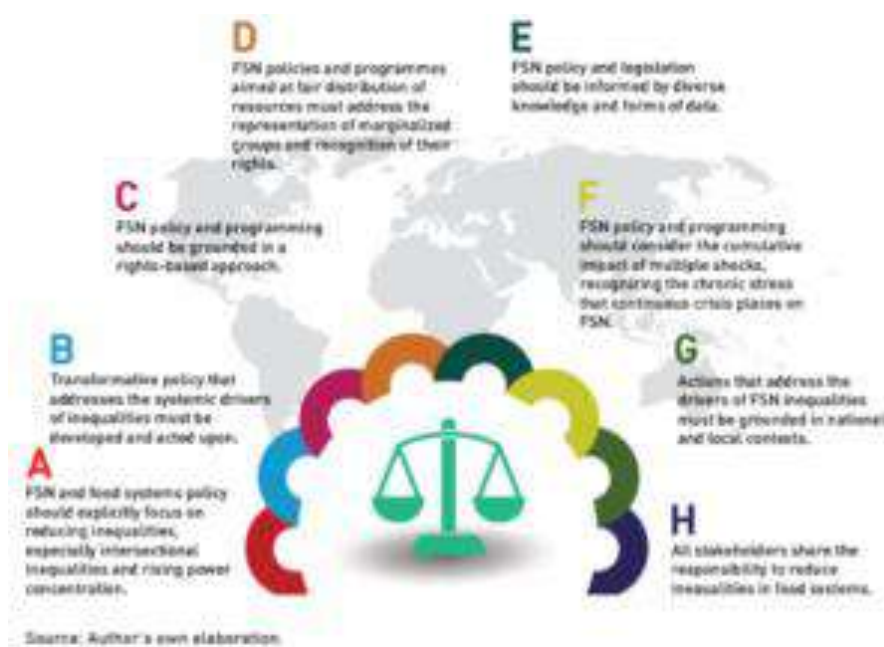 A
FSN and food systems policy
should explicitly focus on
reducing inequalities,
especially intersectional
inequalities and rising power
concentration.
B
Transformative policy that
addresses the systemic drivers
of inequalities must be
developed and acted upon.
C
FSN policy and programming
should be grounded in a
rights-based approach.
D
FSN policies and programmes
aimed at fair distribution of
resources must address the
representation of marginalized
groups and recognition of their
rights.
E
FSN policy and legislation
should be informed by diverse
knowledge and forms of data.
F
FSN policy and programming
should consider the cumulative
impact of multiple shocks,
recognizing the chronic stress
that continuous crisis places on
FSN.
G
Actions that address the
drivers of FSN inequalities
must be grounded in national
and local contexts.
H
All stakeholders share the
responsibility to reduce
inequalities in food systems.
Source: Author's own elaboration.